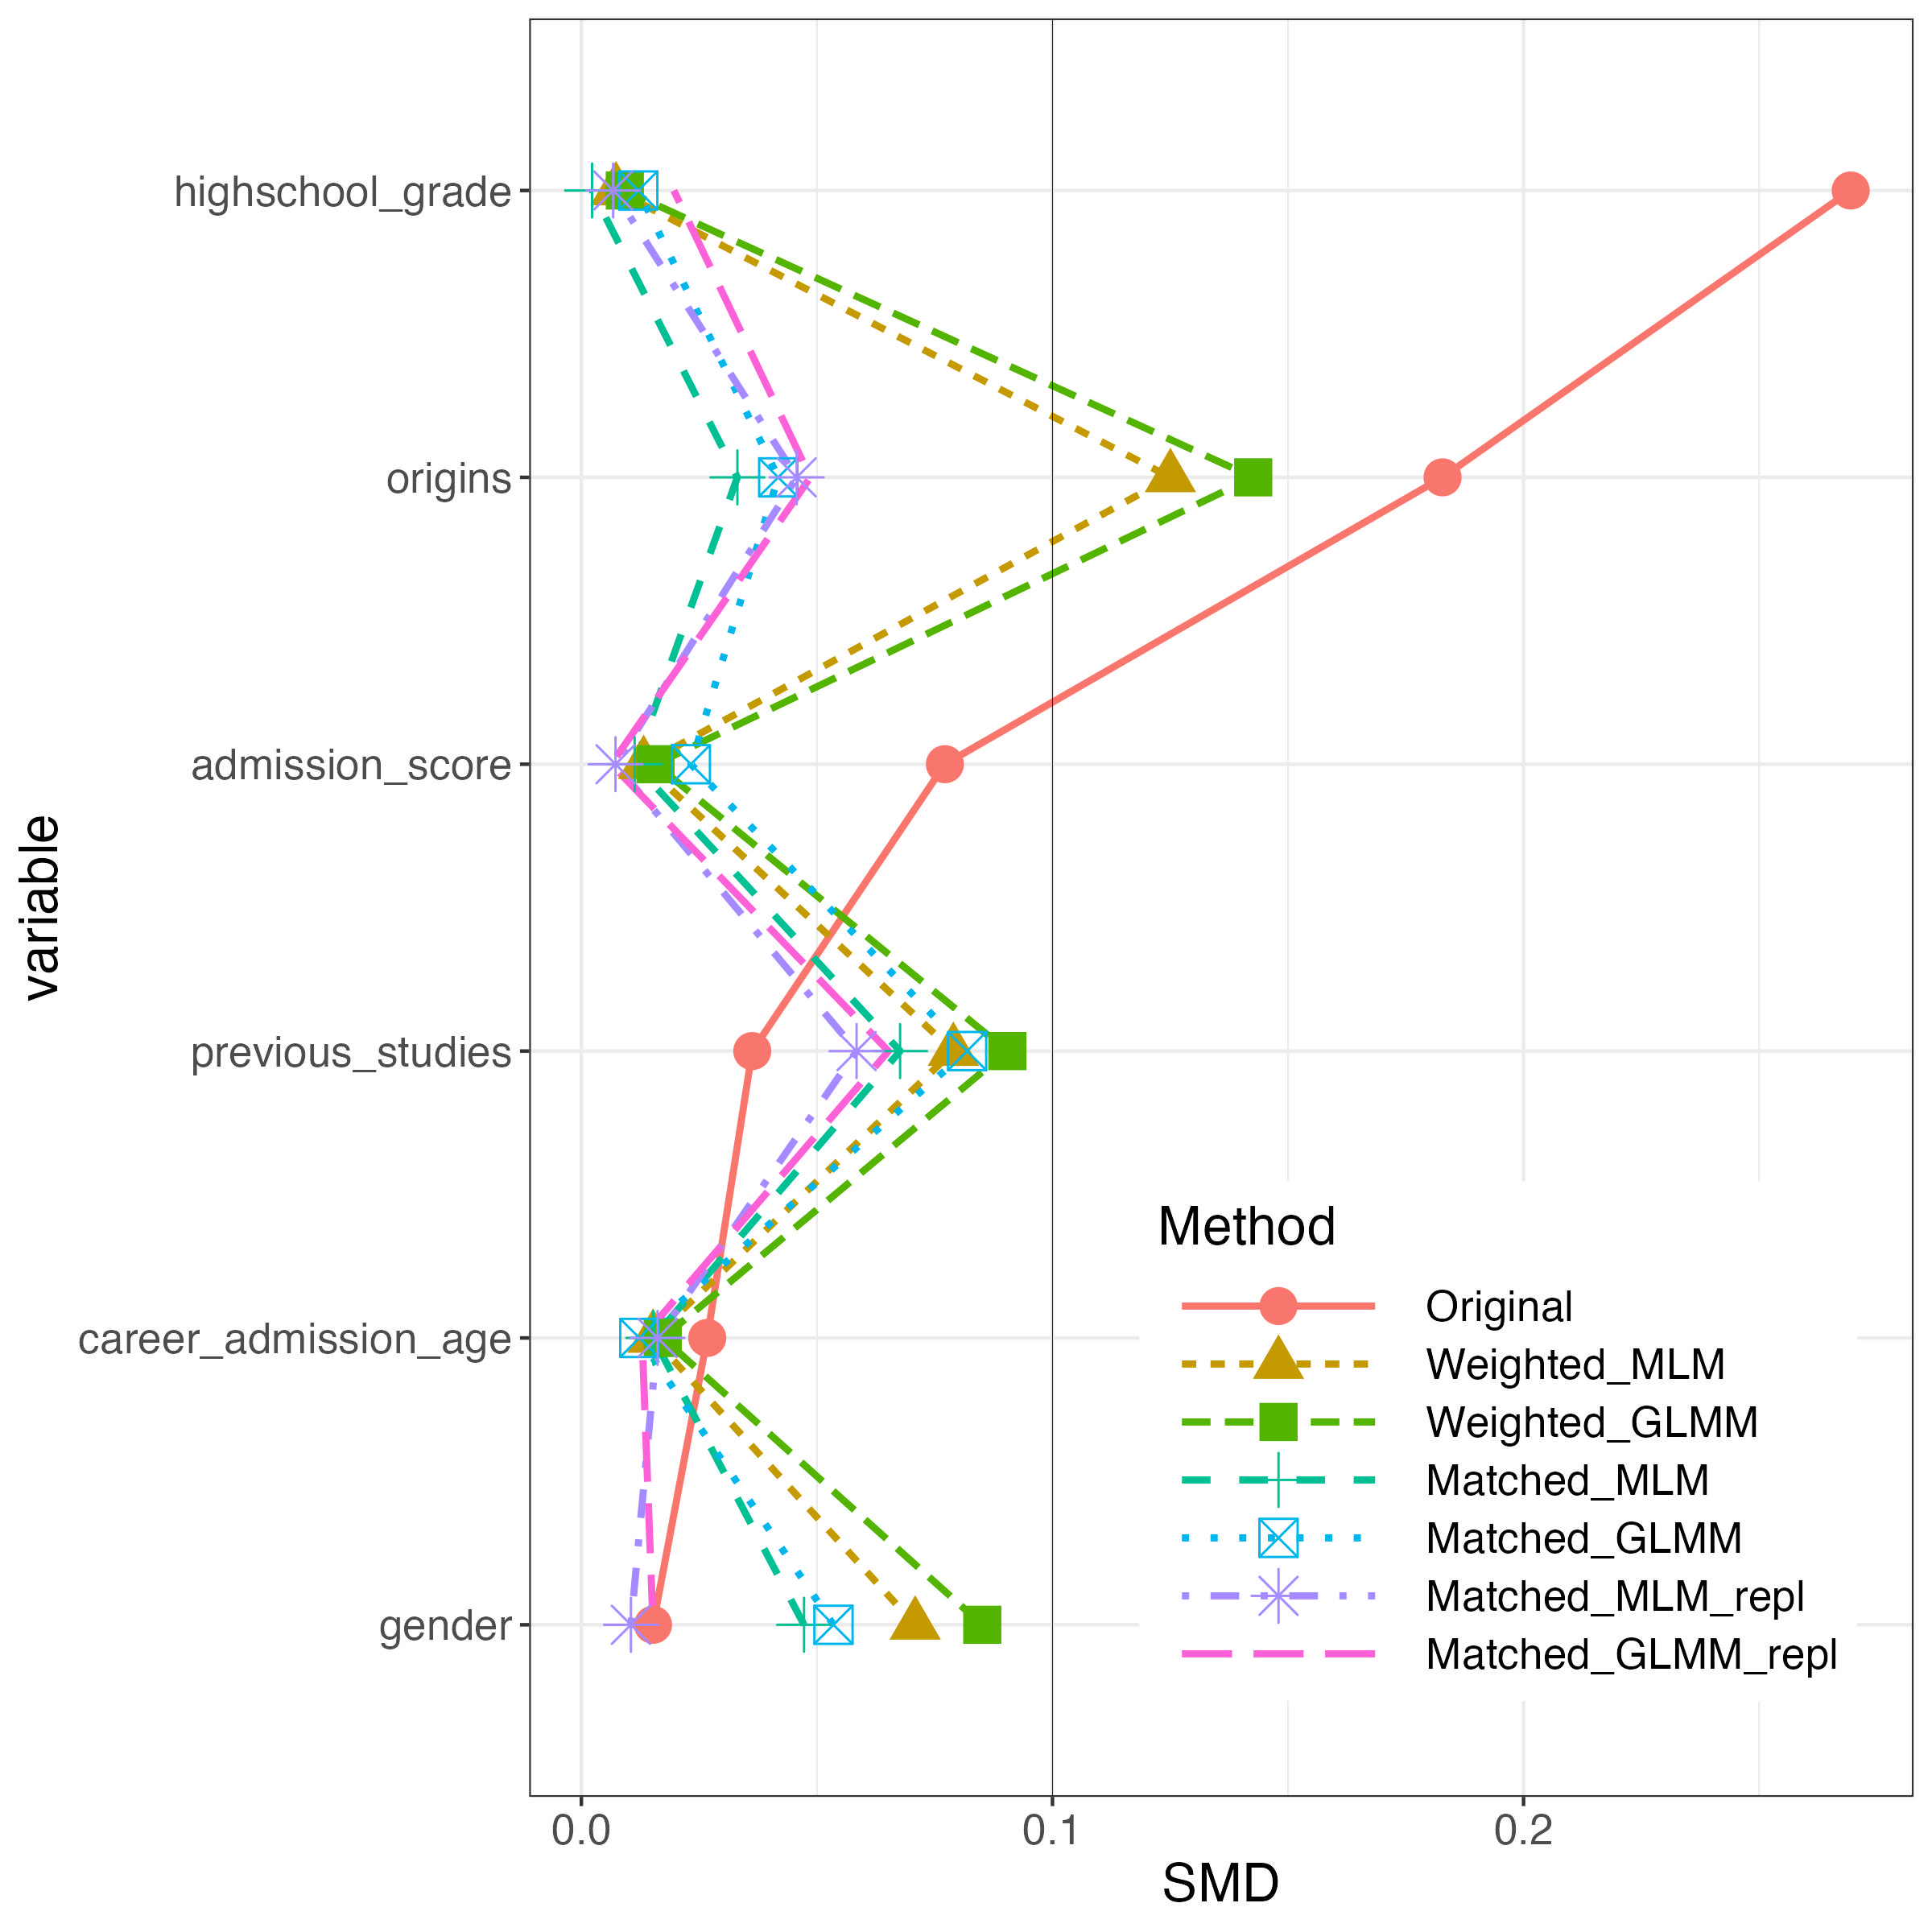 variable
highschool_grade
origins
admission_score
previous_studies
career_admission_age
gender
Method
Original
Weighted_MLM
Weighted_GLMM
Matched_MLM
Matched_GLMM
Matched_MLM_repl
Matched_GLMM_repl
0.0 0.1 0.2
SMD